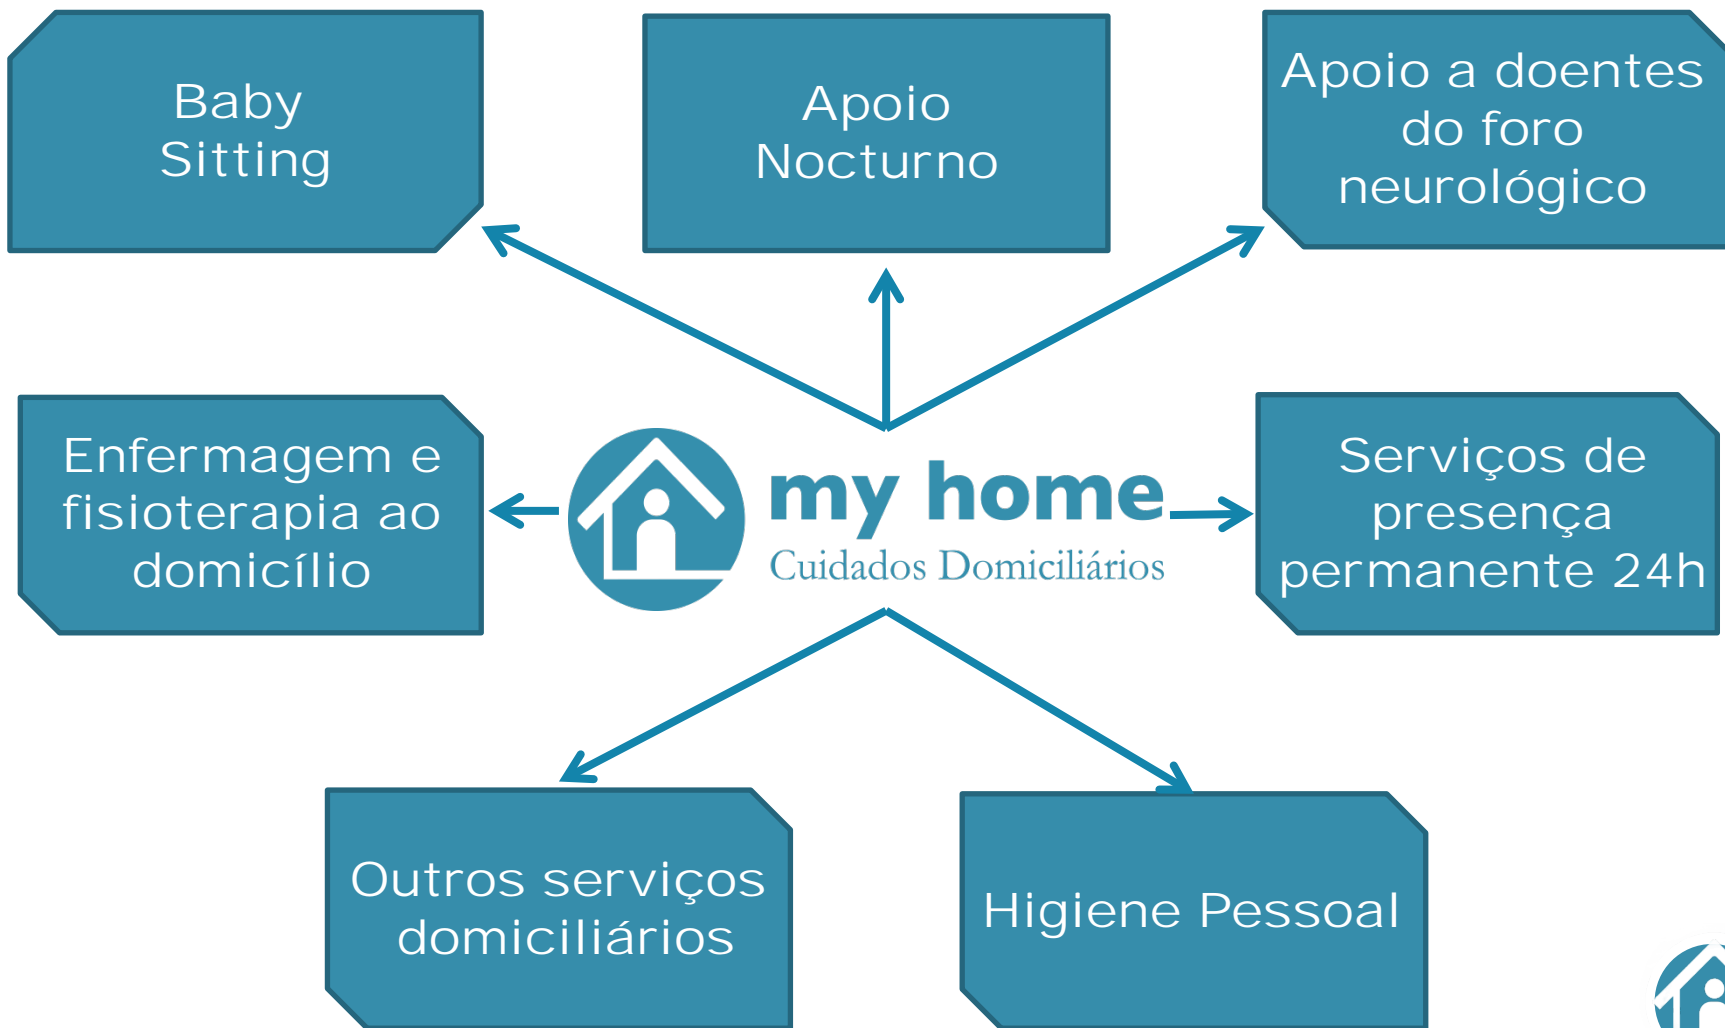 Baby
Sitting
Apoio
Nocturno
Apoio a doentes
do foro
neurológico
Enfermagem e
fisioterapia ao
domicílio
my home
Cuidados Domiciliários
Serviços de
presença
permanente 24h
Outros serviços
domiciliários
Higiene Pessoal